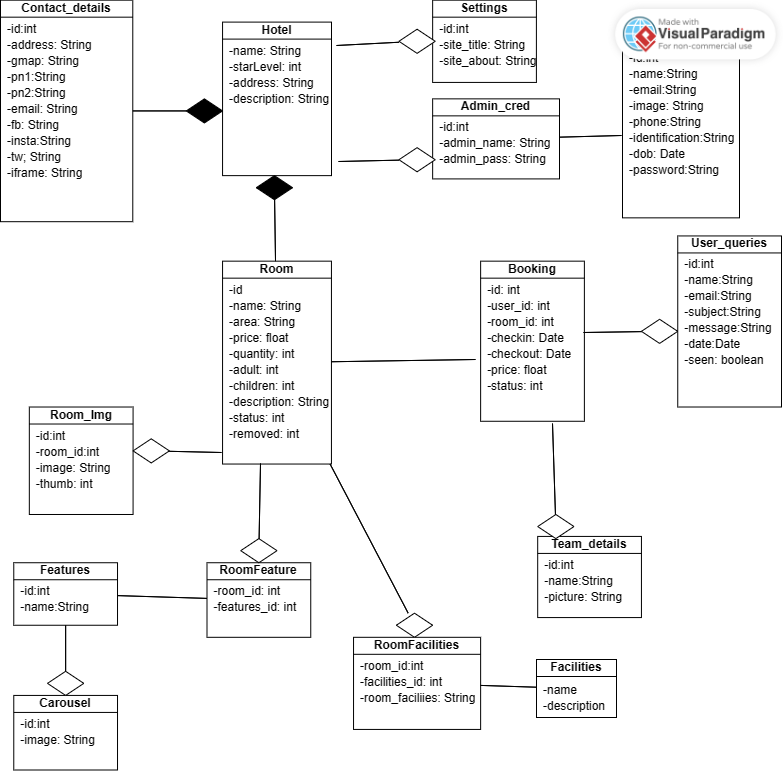 Contact_details
-id:int
-address: String
-gmap: String
-pn1:String
-pn2:String
-email: String
-fb: String
-insta:String
-tw; String
-iframe: String
Hotel
-name: String
-starLevel: int
-address: String
-description: String
Settings
-id:int
-site_title: String
-site_about: String
Made with
VisualParadigm
For non-commercial use
Admin_cred
-id:int
-admin_name: String
-admin_pass: String
-id:int
-name:String
-email:String
-image: String
-phone:String
-identification:String
-dob: Date
-password:String
Room
-id
-name: String
-area: String
-price: float
-quantity: int
-adult: int
-children: int
-description: String
-status: int
-removed: int
Booking
-id: int
-user_id: int
-room_id: int
-checkin: Date
-checkout: Date
-price: float
-status: int
User_queries
-id:int
-name:String
-email:String
-subject:String
-message:String
-date:Date
-seen: boolean
Room_Img
-id:int
-room_id:int
-image: String
-thumb: int
Features
-id:int
-name:String
RoomFeature
-room_id: int
-features_id: int
Team_details
-id:int
-name:String
-picture: String
RoomFacilities
-room_id:int
-facilities_id: int
-room_faciliies: String
Facilities
-name
-description
Carousel
-id:int
-image: String